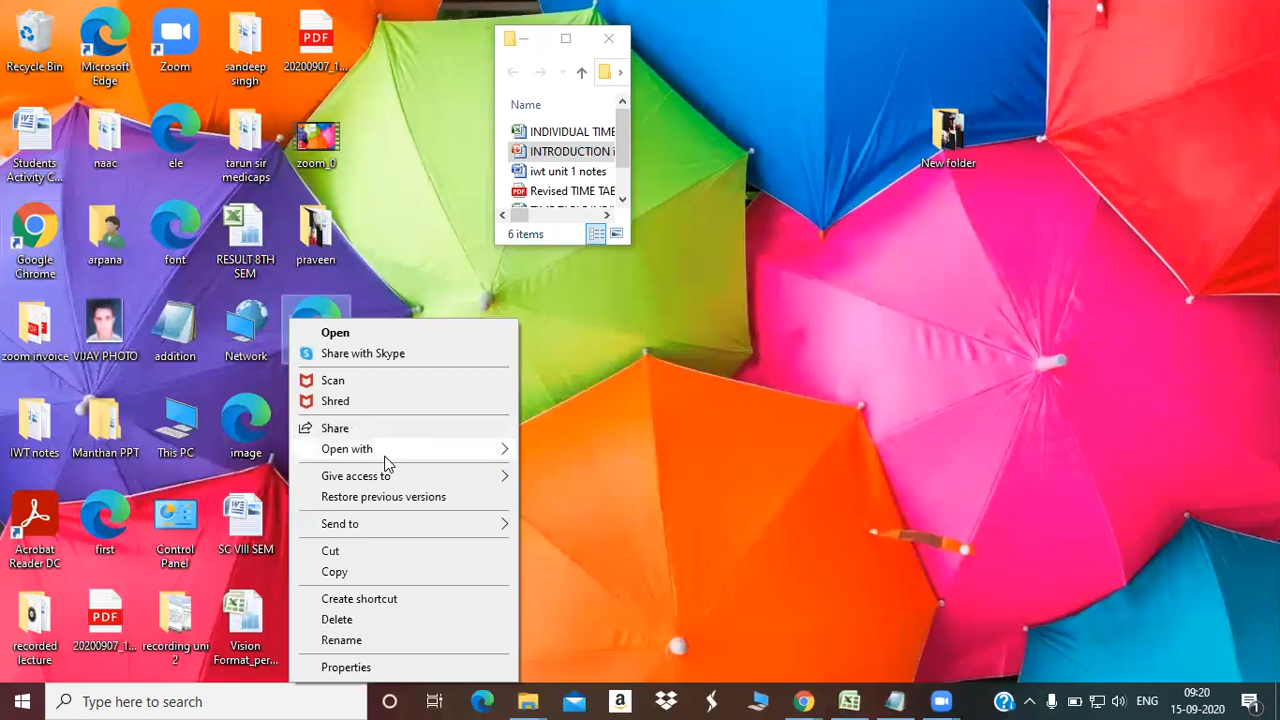 Recycle Bin
Microsoft
Edge
Zoom
sandeep
singh
PDF
20200907_1...
Students
Activity C...
naac
ele
tarun sir
medicaps
zoom_0
Google
Chrome
arpana
font
RESULT 8TH
SEM
praveen
zoom invoice
VIJAY PHOTO
addition
Network
IWT notes
Manthan PPT
This PC
image
Acrobat
Reader DC
first
Control
Panel
SC VIII SEM
recorded
lecture
PDF
20200907_1...
recording uni
2
Vision
Format_per...
New folder
Name
INDIVIDUAL TIME
INTRODUCTION i
iwt unit 1 notes
Revised TIME TAB
6 items
Open
Share with Skype
Scan
Shred
Share
Open with
Give access to
Restore previous versions
Send to
Cut
Copy
Create shortcut
Delete
Rename
Properties
Type here to search
ENG
09:20
15-09-2020
1